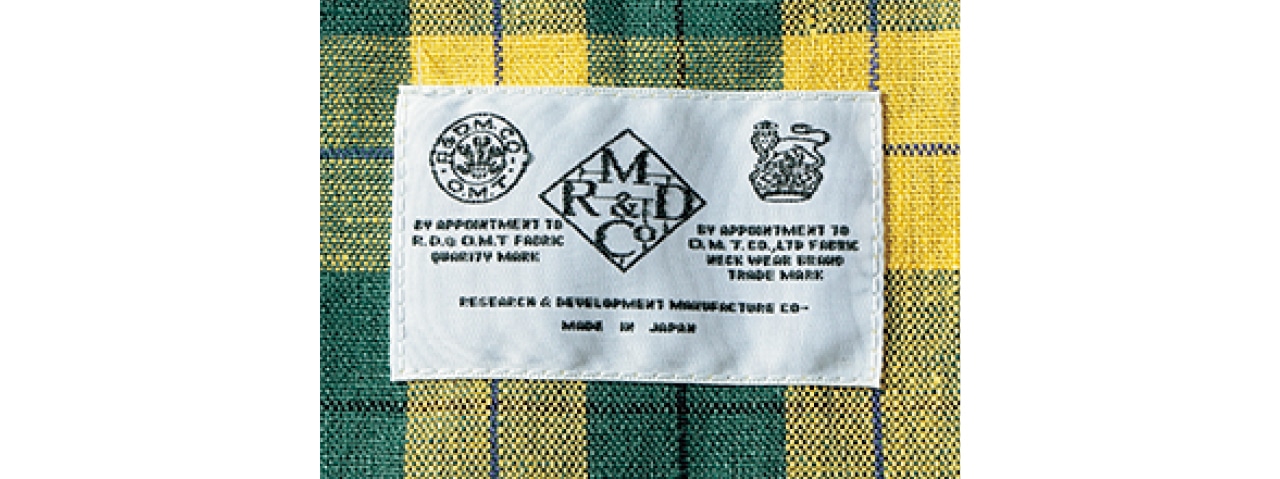 R&D.M.CO
O.M.T
M
R & D
Co
BY APPOINTMENT TO
R.D.& O.M.T FABRIC
QUARITY MARK
BY APPOINTMENT TO
O.M.T.CO.,LTD FABRIC
NECK WEAR BRAND
TRADE MARK
RESEARCH & DEVELOPMENT MANUFACTURE CO-
MADE IN JAPAN